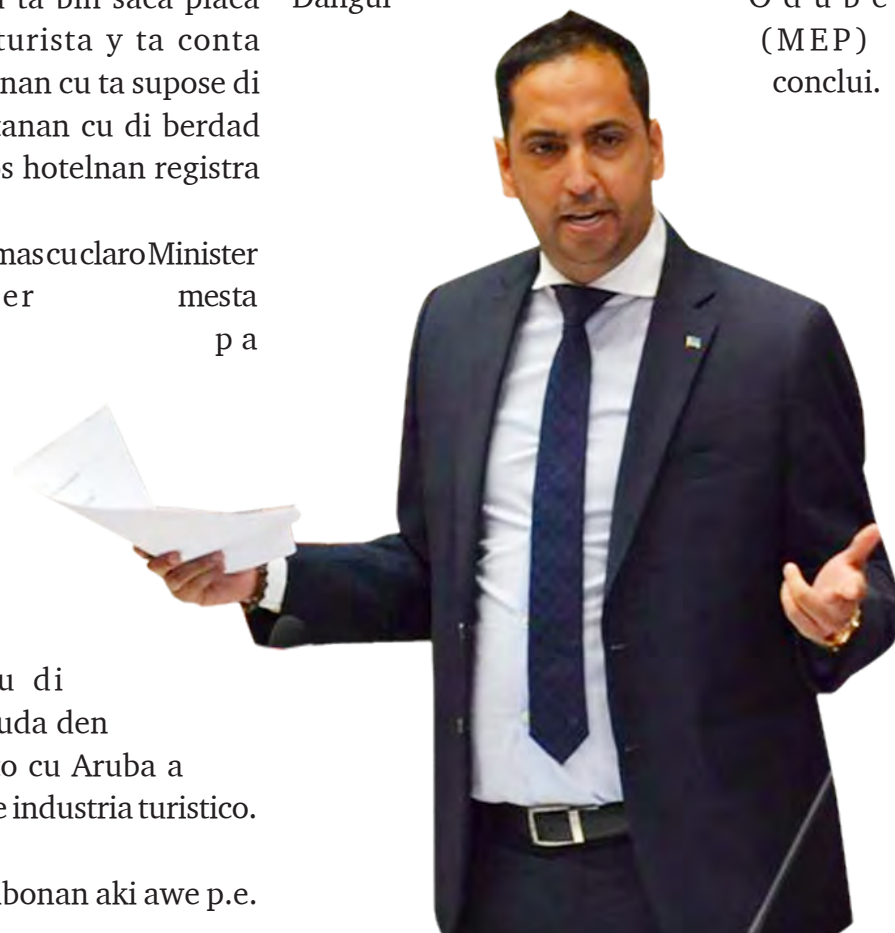 ta bin saca placa
turista y ta conta
nan cu ta supose di
tanan cu di berdad
s hotelnan registra
mas cu claro Minister
er mesta
p a
u di
uda den
o cu Aruba a
e industria turistico.
bonan aki awe p.e.
Dangui
O d u b e
(MEP)
conclui.